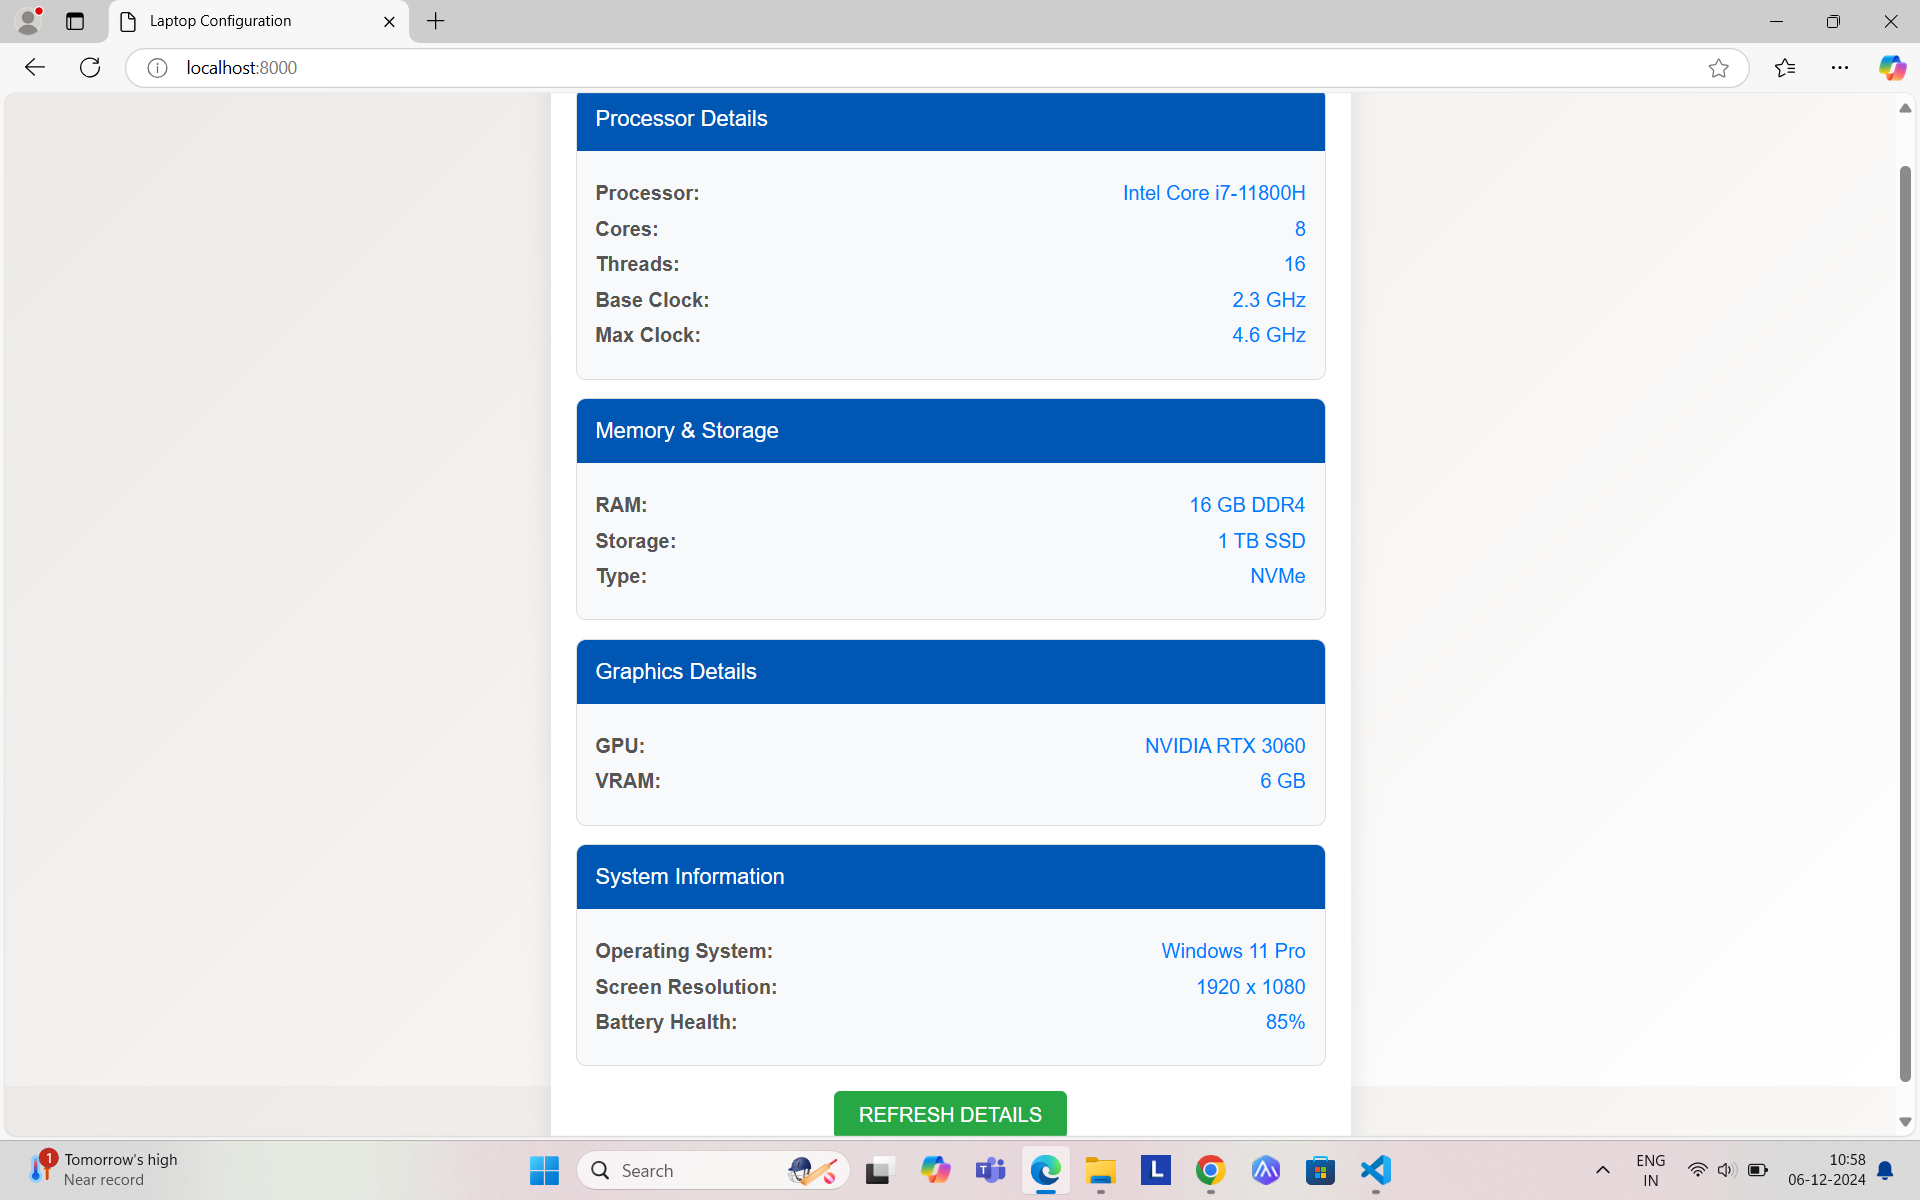 Laptop Configuration
localhost:8000
Processor Details
Processor: Intel Core i7-11800H
Cores: 8
Threads: 16
Base Clock: 2.3 GHz
Max Clock: 4.6 GHz
Memory & Storage
RAM: 16 GB DDR4
Storage: 1 TB SSD
Type: NVMe
Graphics Details
GPU: NVIDIA RTX 3060
VRAM: 6 GB
System Information
Operating System: Windows 11 Pro
Screen Resolution: 1920 x 1080
Battery Health: 85%
REFRESH DETAILS
1
Tomorrow's high
Near record
Search
L
ENG
IN
10:58
06-12-2024